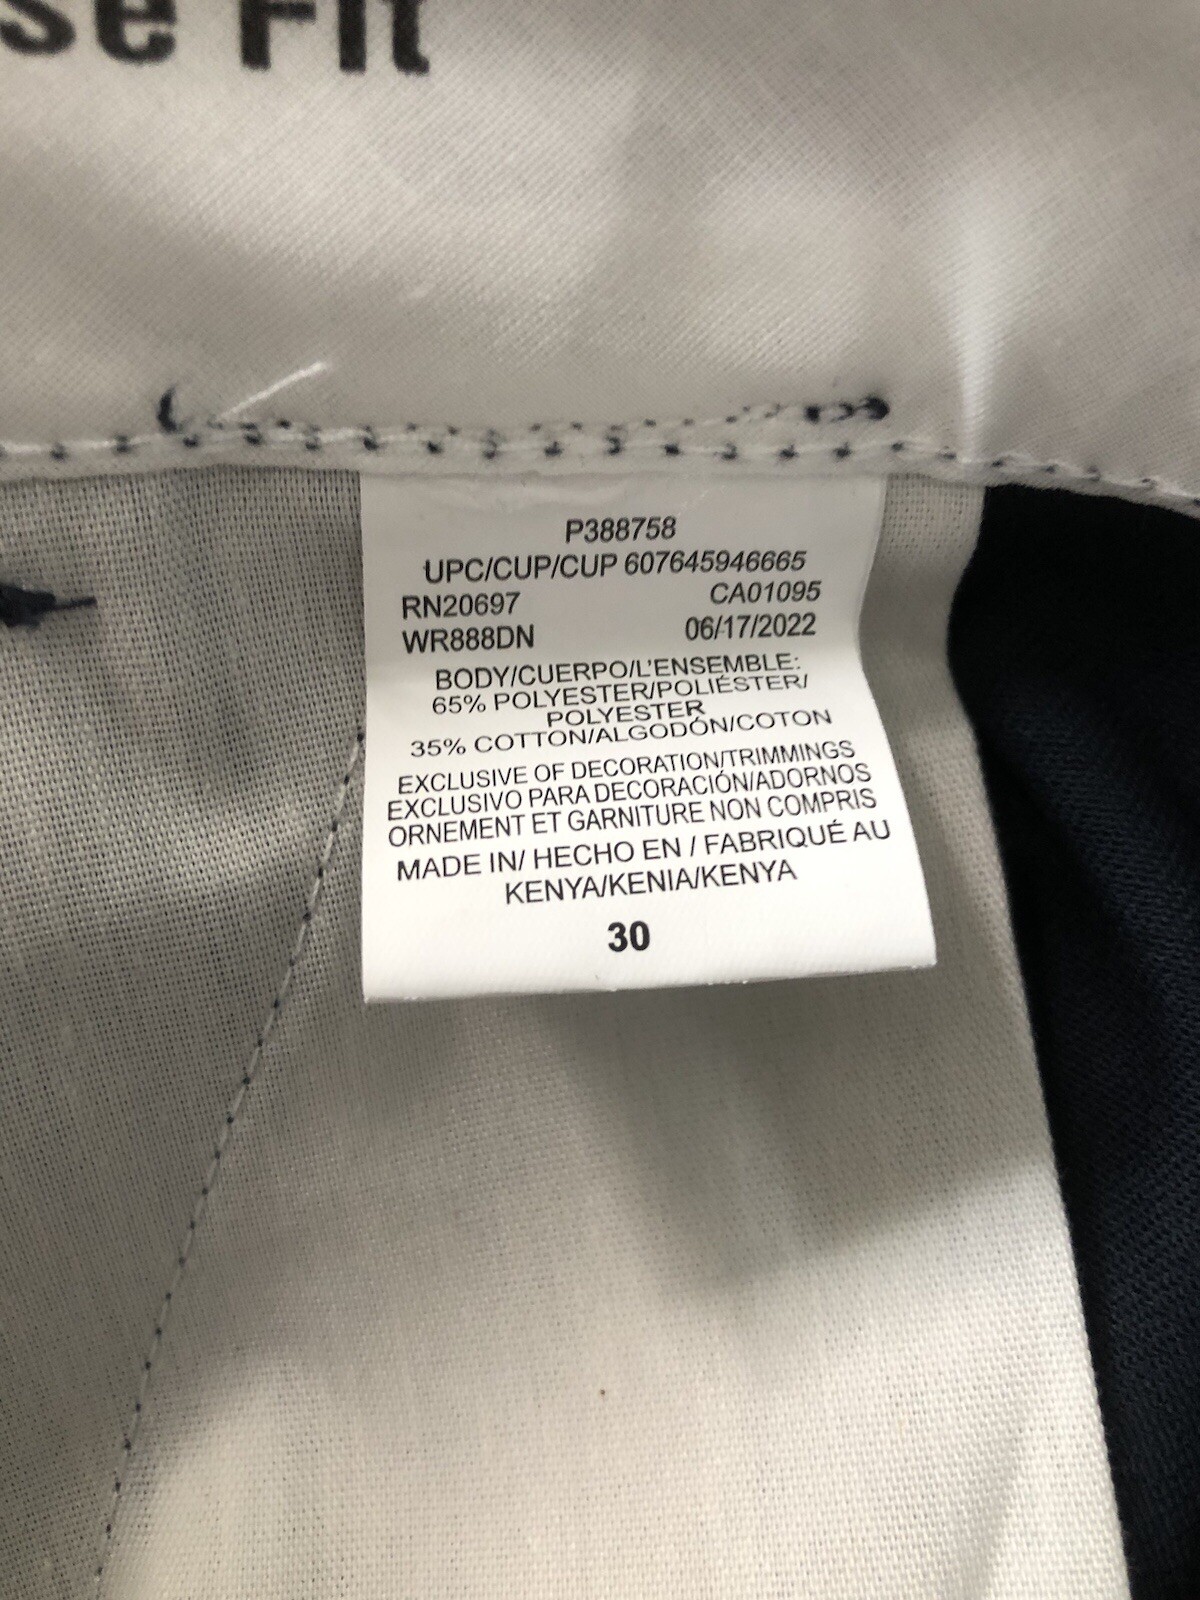 se Fit
P388758
UPC/CUP/CUP 607645946665
RN20697 CA01095
WR888DN 06/17/2022
BODY/CUERPO/L'ENSEMBLE:
65% POLYESTER/POLIÉSTER/
POLYESTER
35% COTTON/ALGODÓN/COTON
EXCLUSIVE OF DECORATION/TRIMMINGS
EXCLUSIVO PARA DECORACIÓN/ADORNOS
ORNEMENT ET GARNITURE NON COMPRIS
MADE IN/ HECHO EN / FABRIQUÉ AU
KENYA/KENIA/KENYA
30